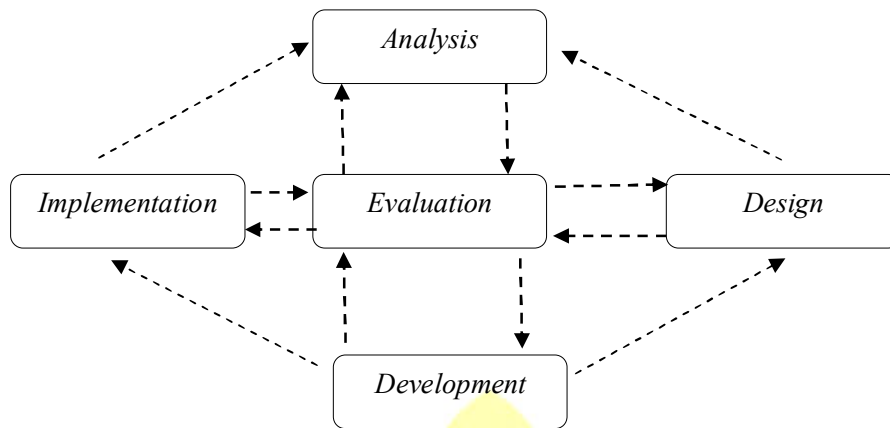 Analysis
Implementation
Evaluation
Design
Development